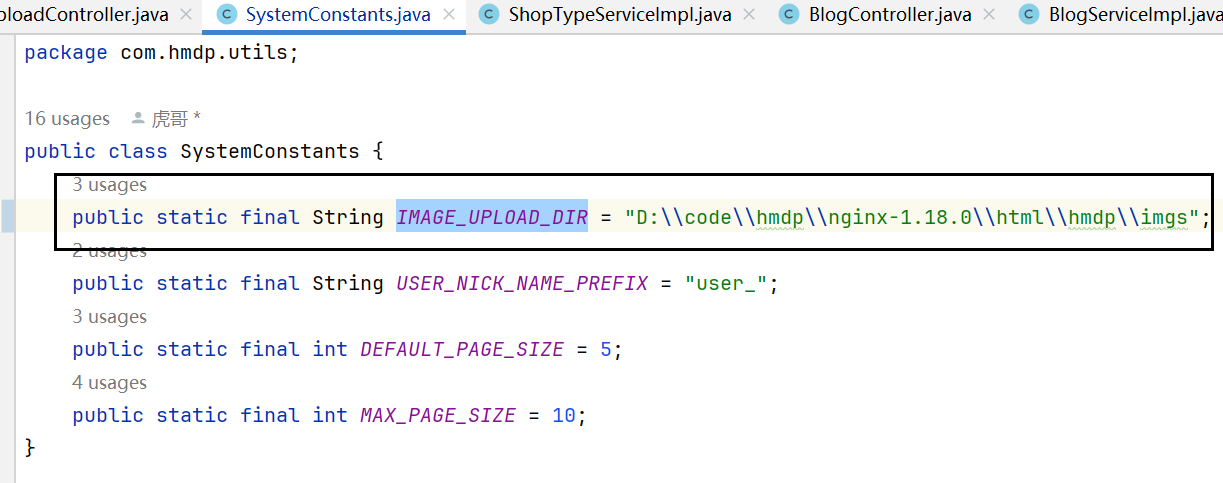 ploadController.java SystemConstants.java ShopTypeServiceImpl.java BlogController.java BlogServiceImpl.java
package com.hmdp.utils;
16 usages 虎哥 *
public class SystemConstants {
3 usages
public static final String IMAGE_UPLOAD_DIR = "D:\\code\\hmdp\\nginx-1.18.0\\html\\hmdp\\imgs";
2 usages
public static final String USER_NICK_NAME_PREFIX = "user_";
3 usages
public static final int DEFAULT_PAGE_SIZE = 5;
4 usages
public static final int MAX_PAGE_SIZE = 10;
}